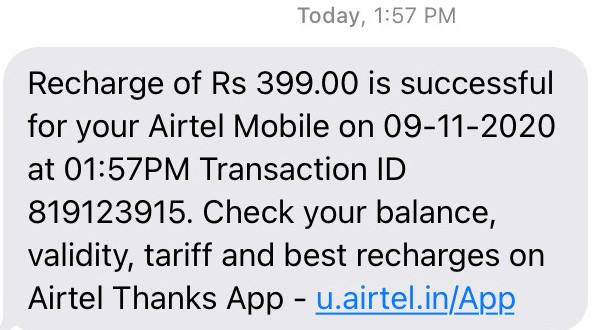 Today, 1:57 PM
Recharge of Rs 399.00 is successful
for your Airtel Mobile on 09-11-2020
at 01:57PM Transaction ID
819123915. Check your balance,
validity, tariff and best recharges on
Airtel Thanks App - u.airtel.in/App